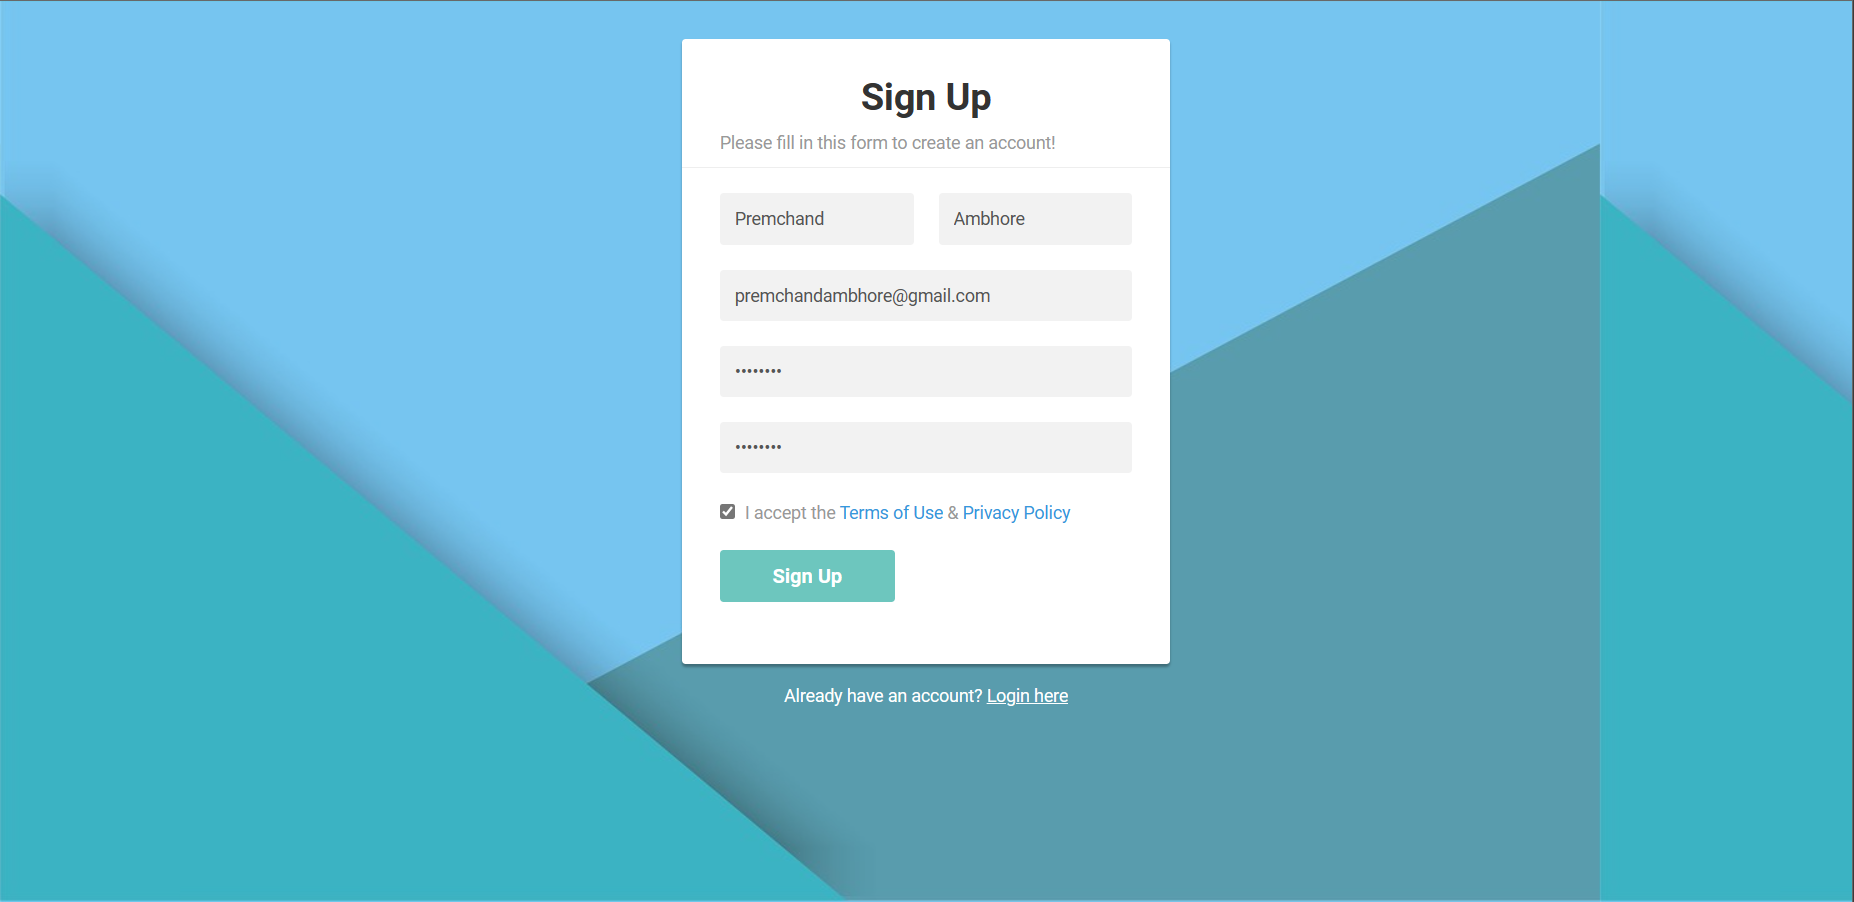 Sign Up
Please fill in this form to create an account!
Premchand Ambhore
premchandambhore@gmail.com
••••••••
••••••••
I accept the Terms of Use & Privacy Policy
Sign Up
Already have an account? Login here